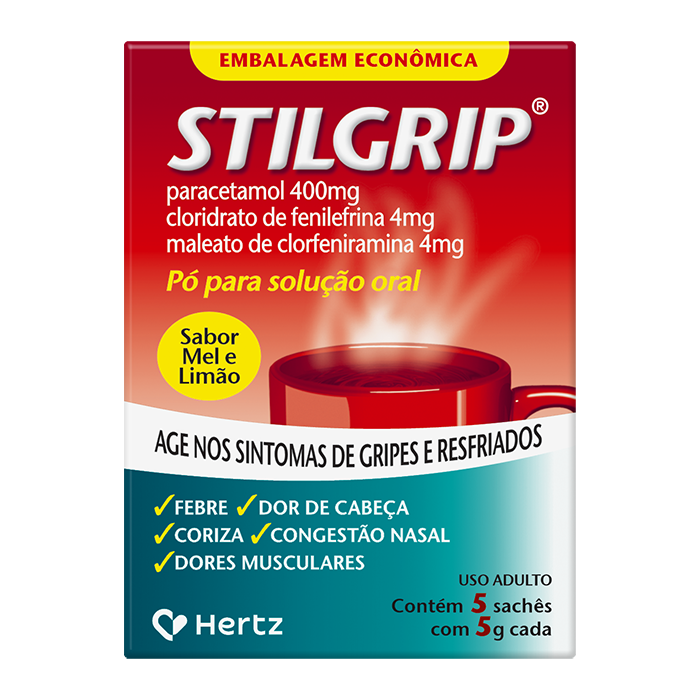 EMBALAGEM ECONÔMICA
STILGRIP®
paracetamol 400mg
cloridrato de fenilefrina 4mg
maleato de clorfeniramina 4mg
Pó para solução oral
Sabor
Mel e
Limão
AGE NOS SINTOMAS DE GRIPES E RESFRIADOS
✓FEBRE ✓DOR DE CABEÇA
✓CORIZA ✓CONGESTÃO NASAL
✓DORES MUSCULARES
USO ADULTO
Contém 5 sachês
com 5g cada
Hertz